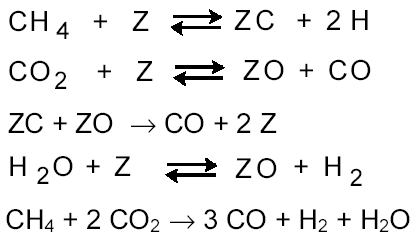 CH4 + Z ⇌ ZC + 2 H
CO2 + Z ⇌ ZO + CO
ZC + ZO → CO + 2 Z
H2O + Z ⇌ ZO + H2
CH4 + 2 CO2 → 3 CO + H2 + H2O